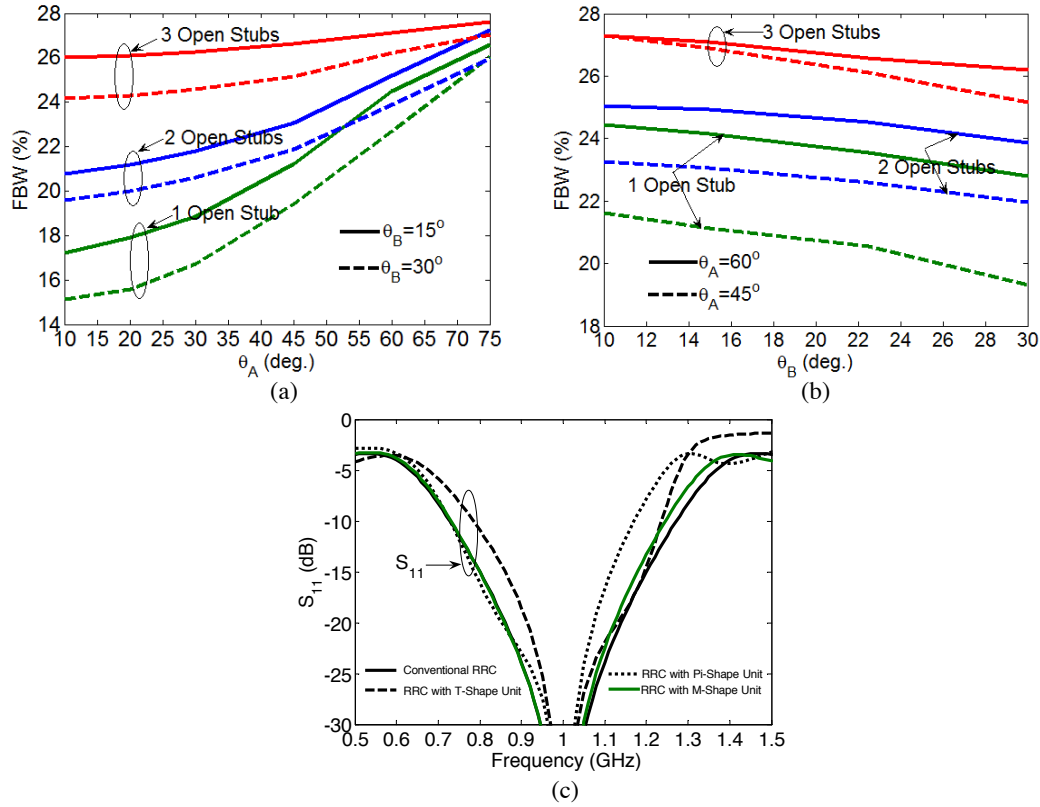 28
26
24
22
20
18
16
14
FBW (%)
3 Open Stubs
2 Open Stubs
1 Open Stub
θB=15°
θB=30°
10 15 20 25 30 35 40 45 50 55 60 65 70 75
θA (deg.)
(a)
28
26
24
22
20
18
FBW (%)
3 Open Stubs
2 Open Stubs
1 Open Stub
θA=60°
θA=45°
10 12 14 16 18 20 22 24 26 28 30
θB (deg.)
(b)
0
-5
-10
-15
-20
-25
-30
S11 (dB)
S11
Conventional RRC
RRC with T-Shape Unit
RRC with Pi-Shape Unit
RRC with M-Shape Unit
0.5 0.6 0.7 0.8 0.9 1 1.1 1.2 1.3 1.4 1.5
Frequency (GHz)
(c)